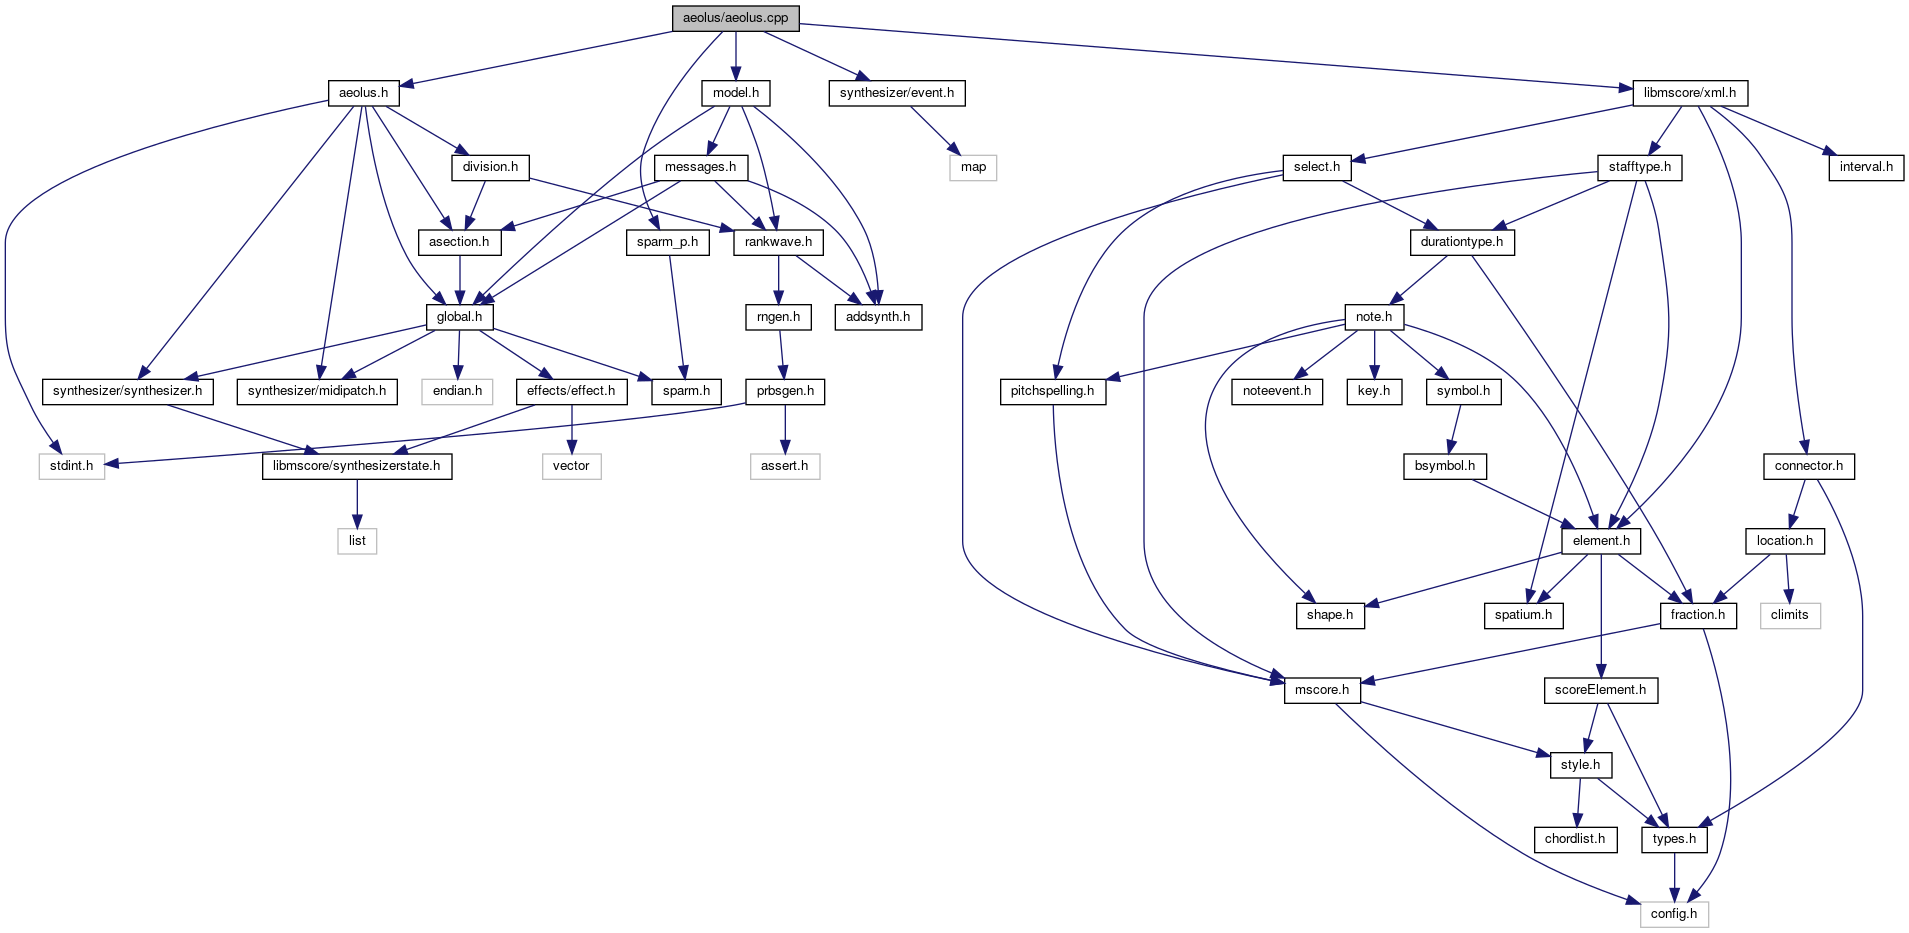 aeolus/aeolus.cpp
aeolus.h
model.h
synthesizer/event.h
libmscore/xml.h
division.h
messages.h
map
select.h
stafftype.h
interval.h
asection.h
sparm_p.h
rankwave.h
durationtype.h
global.h
rngen.h
addsynth.h
note.h
synthesizer/synthesizer.h
synthesizer/midipatch.h
endian.h
effects/effect.h
sparm.h
prbsgen.h
pitchspelling.h
noteevent.h
key.h
symbol.h
stdint.h
libmscore/synthesizerstate.h
vector
assert.h
bsymbol.h
connector.h
list
element.h
location.h
shape.h
spatium.h
fraction.h
climits
mscore.h
scoreElement.h
style.h
chordlist.h
types.h
config.h